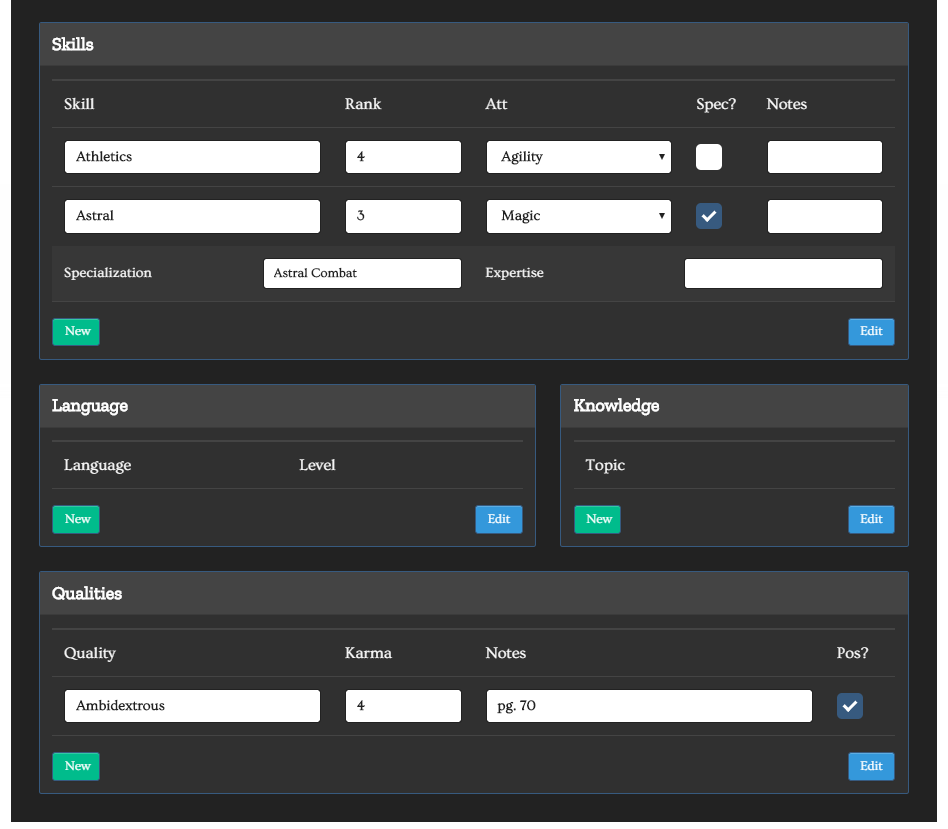 Skills
Skill Rank Att Spec? Notes
Athletics 4 Agility
Astral 3 Magic
Specialization Astral Combat Expertise
New Edit
Language
Language Level
New Edit
Knowledge
Topic
New Edit
Qualities
Quality Karma Notes Pos?
Ambidextrous 4 pg. 70
New Edit